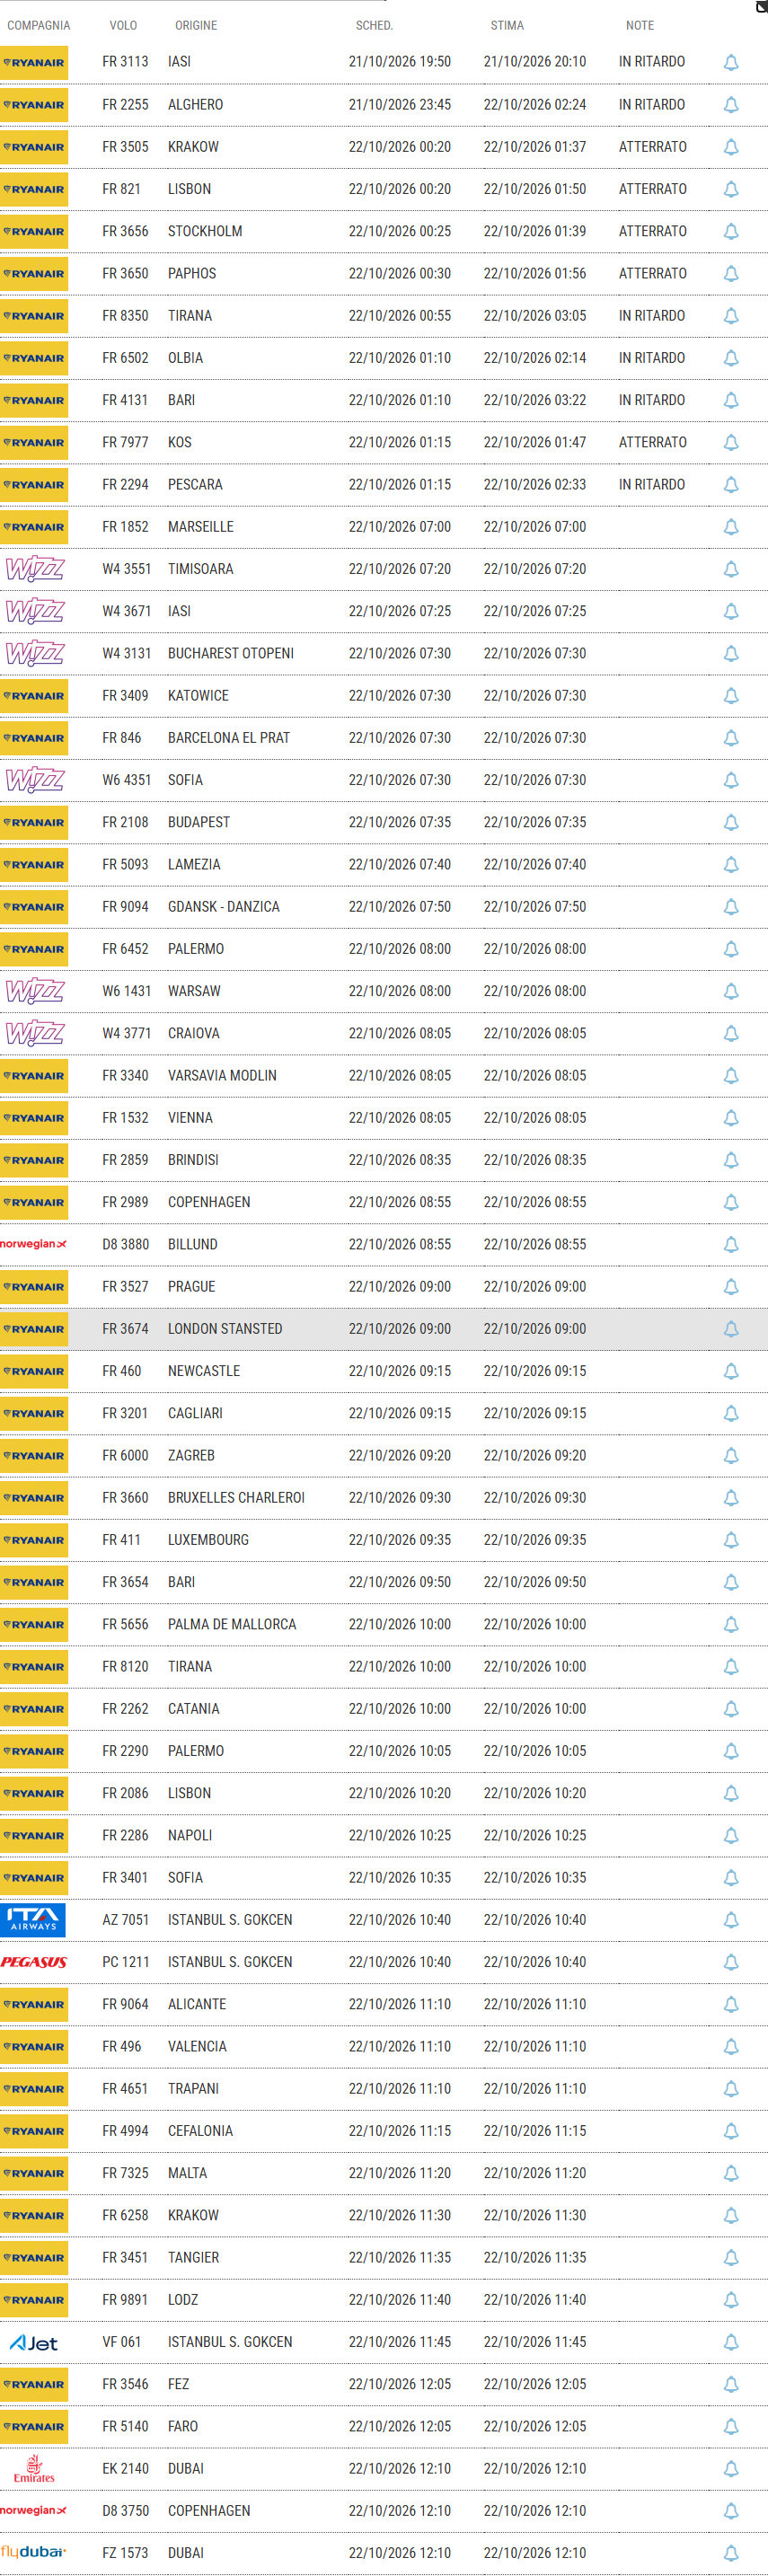 COMPAGNIA VOLO ORIGINE SCHED. STIMA NOTE
RYANAIR FR 3113 IASI 21/10/2026 19:50 21/10/2026 20:10 IN RITARDO
RYANAIR FR 2255 ALGHERO 21/10/2026 23:45 22/10/2026 02:24 IN RITARDO
RYANAIR FR 3505 KRAKOW 22/10/2026 00:20 22/10/2026 01:37 ATTERRATO
RYANAIR FR 821 LISBON 22/10/2026 00:20 22/10/2026 01:50 ATTERRATO
RYANAIR FR 3656 STOCKHOLM 22/10/2026 00:25 22/10/2026 01:39 ATTERRATO
RYANAIR FR 3650 PAPHOS 22/10/2026 00:30 22/10/2026 01:56 ATTERRATO
RYANAIR FR 8350 TIRANA 22/10/2026 00:55 22/10/2026 03:05 IN RITARDO
RYANAIR FR 6502 OLBIA 22/10/2026 01:10 22/10/2026 02:14 IN RITARDO
RYANAIR FR 4131 BARI 22/10/2026 01:10 22/10/2026 03:22 IN RITARDO
RYANAIR FR 7977 KOS 22/10/2026 01:15 22/10/2026 01:47 ATTERRATO
RYANAIR FR 2294 PESCARA 22/10/2026 01:15 22/10/2026 02:33 IN RITARDO
RYANAIR FR 1852 MARSEILLE 22/10/2026 07:00 22/10/2026 07:00
WIZZ W4 3551 TIMISOARA 22/10/2026 07:20 22/10/2026 07:20
WIZZ W4 3671 IASI 22/10/2026 07:25 22/10/2026 07:25
WIZZ W4 3131 BUCHAREST OTOPENI 22/10/2026 07:30 22/10/2026 07:30
RYANAIR FR 3409 KATOWICE 22/10/2026 07:30 22/10/2026 07:30
RYANAIR FR 846 BARCELONA EL PRAT 22/10/2026 07:30 22/10/2026 07:30
WIZZ W6 4351 SOFIA 22/10/2026 07:30 22/10/2026 07:30
RYANAIR FR 2108 BUDAPEST 22/10/2026 07:35 22/10/2026 07:35
RYANAIR FR 5093 LAMEZIA 22/10/2026 07:40 22/10/2026 07:40
RYANAIR FR 9094 GDANSK - DANZICA 22/10/2026 07:50 22/10/2026 07:50
RYANAIR FR 6452 PALERMO 22/10/2026 08:00 22/10/2026 08:00
WIZZ W6 1431 WARSAW 22/10/2026 08:00 22/10/2026 08:00
WIZZ W4 3771 CRAIOVA 22/10/2026 08:05 22/10/2026 08:05
RYANAIR FR 3340 VARSAVIA MODLIN 22/10/2026 08:05 22/10/2026 08:05
RYANAIR FR 1532 VIENNA 22/10/2026 08:05 22/10/2026 08:05
RYANAIR FR 2859 BRINDISI 22/10/2026 08:35 22/10/2026 08:35
RYANAIR FR 2989 COPENHAGEN 22/10/2026 08:55 22/10/2026 08:55
norwegian D8 3880 BILLUND 22/10/2026 08:55 22/10/2026 08:55
RYANAIR FR 3527 PRAGUE 22/10/2026 09:00 22/10/2026 09:00
RYANAIR FR 3674 LONDON STANSTED 22/10/2026 09:00 22/10/2026 09:00
RYANAIR FR 460 NEWCASTLE 22/10/2026 09:15 22/10/2026 09:15
RYANAIR FR 3201 CAGLIARI 22/10/2026 09:15 22/10/2026 09:15
RYANAIR FR 6000 ZAGREB 22/10/2026 09:20 22/10/2026 09:20
RYANAIR FR 3660 BRUXELLES CHARLEROI 22/10/2026 09:30 22/10/2026 09:30
RYANAIR FR 411 LUXEMBOURG 22/10/2026 09:35 22/10/2026 09:35
RYANAIR FR 3654 BARI 22/10/2026 09:50 22/10/2026 09:50
RYANAIR FR 5656 PALMA DE MALLORCA 22/10/2026 10:00 22/10/2026 10:00
RYANAIR FR 8120 TIRANA 22/10/2026 10:00 22/10/2026 10:00
RYANAIR FR 2262 CATANIA 22/10/2026 10:00 22/10/2026 10:00
RYANAIR FR 2290 PALERMO 22/10/2026 10:05 22/10/2026 10:05
RYANAIR FR 2086 LISBON 22/10/2026 10:20 22/10/2026 10:20
RYANAIR FR 2286 NAPOLI 22/10/2026 10:25 22/10/2026 10:25
RYANAIR FR 3401 SOFIA 22/10/2026 10:35 22/10/2026 10:35
ITA AIRWAYS AZ 7051 ISTANBUL S. GOKCEN 22/10/2026 10:40 22/10/2026 10:40
PEGASUS PC 1211 ISTANBUL S. GOKCEN 22/10/2026 10:40 22/10/2026 10:40
RYANAIR FR 9064 ALICANTE 22/10/2026 11:10 22/10/2026 11:10
RYANAIR FR 496 VALENCIA 22/10/2026 11:10 22/10/2026 11:10
RYANAIR FR 4651 TRAPANI 22/10/2026 11:10 22/10/2026 11:10
RYANAIR FR 4994 CEFALONIA 22/10/2026 11:15 22/10/2026 11:15
RYANAIR FR 7325 MALTA 22/10/2026 11:20 22/10/2026 11:20
RYANAIR FR 6258 KRAKOW 22/10/2026 11:30 22/10/2026 11:30
RYANAIR FR 3451 TANGIER 22/10/2026 11:35 22/10/2026 11:35
RYANAIR FR 9891 LODZ 22/10/2026 11:40 22/10/2026 11:40
AJet VF 061 ISTANBUL S. GOKCEN 22/10/2026 11:45 22/10/2026 11:45
RYANAIR FR 3546 FEZ 22/10/2026 12:05 22/10/2026 12:05
RYANAIR FR 5140 FARO 22/10/2026 12:05 22/10/2026 12:05
Emirates EK 2140 DUBAI 22/10/2026 12:10 22/10/2026 12:10
norwegian D8 3750 COPENHAGEN 22/10/2026 12:10 22/10/2026 12:10
flydubai FZ 1573 DUBAI 22/10/2026 12:10 22/10/2026 12:10